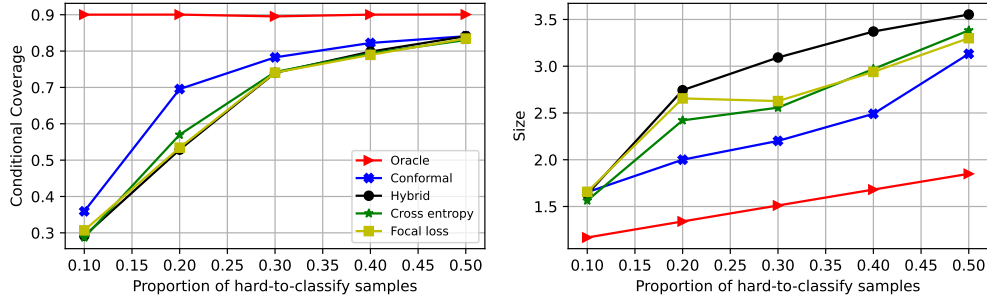 0.9
0.8
0.7
0.6
0.5
0.4
0.3
Conditional Coverage
Oracle
Conformal
Hybrid
Cross entropy
Focal loss
0.10 0.15 0.20 0.25 0.30 0.35 0.40 0.45 0.50
Proportion of hard-to-classify samples
3.5
3.0
2.5
2.0
1.5
Size
0.10 0.15 0.20 0.25 0.30 0.35 0.40 0.45 0.50
Proportion of hard-to-classify samples